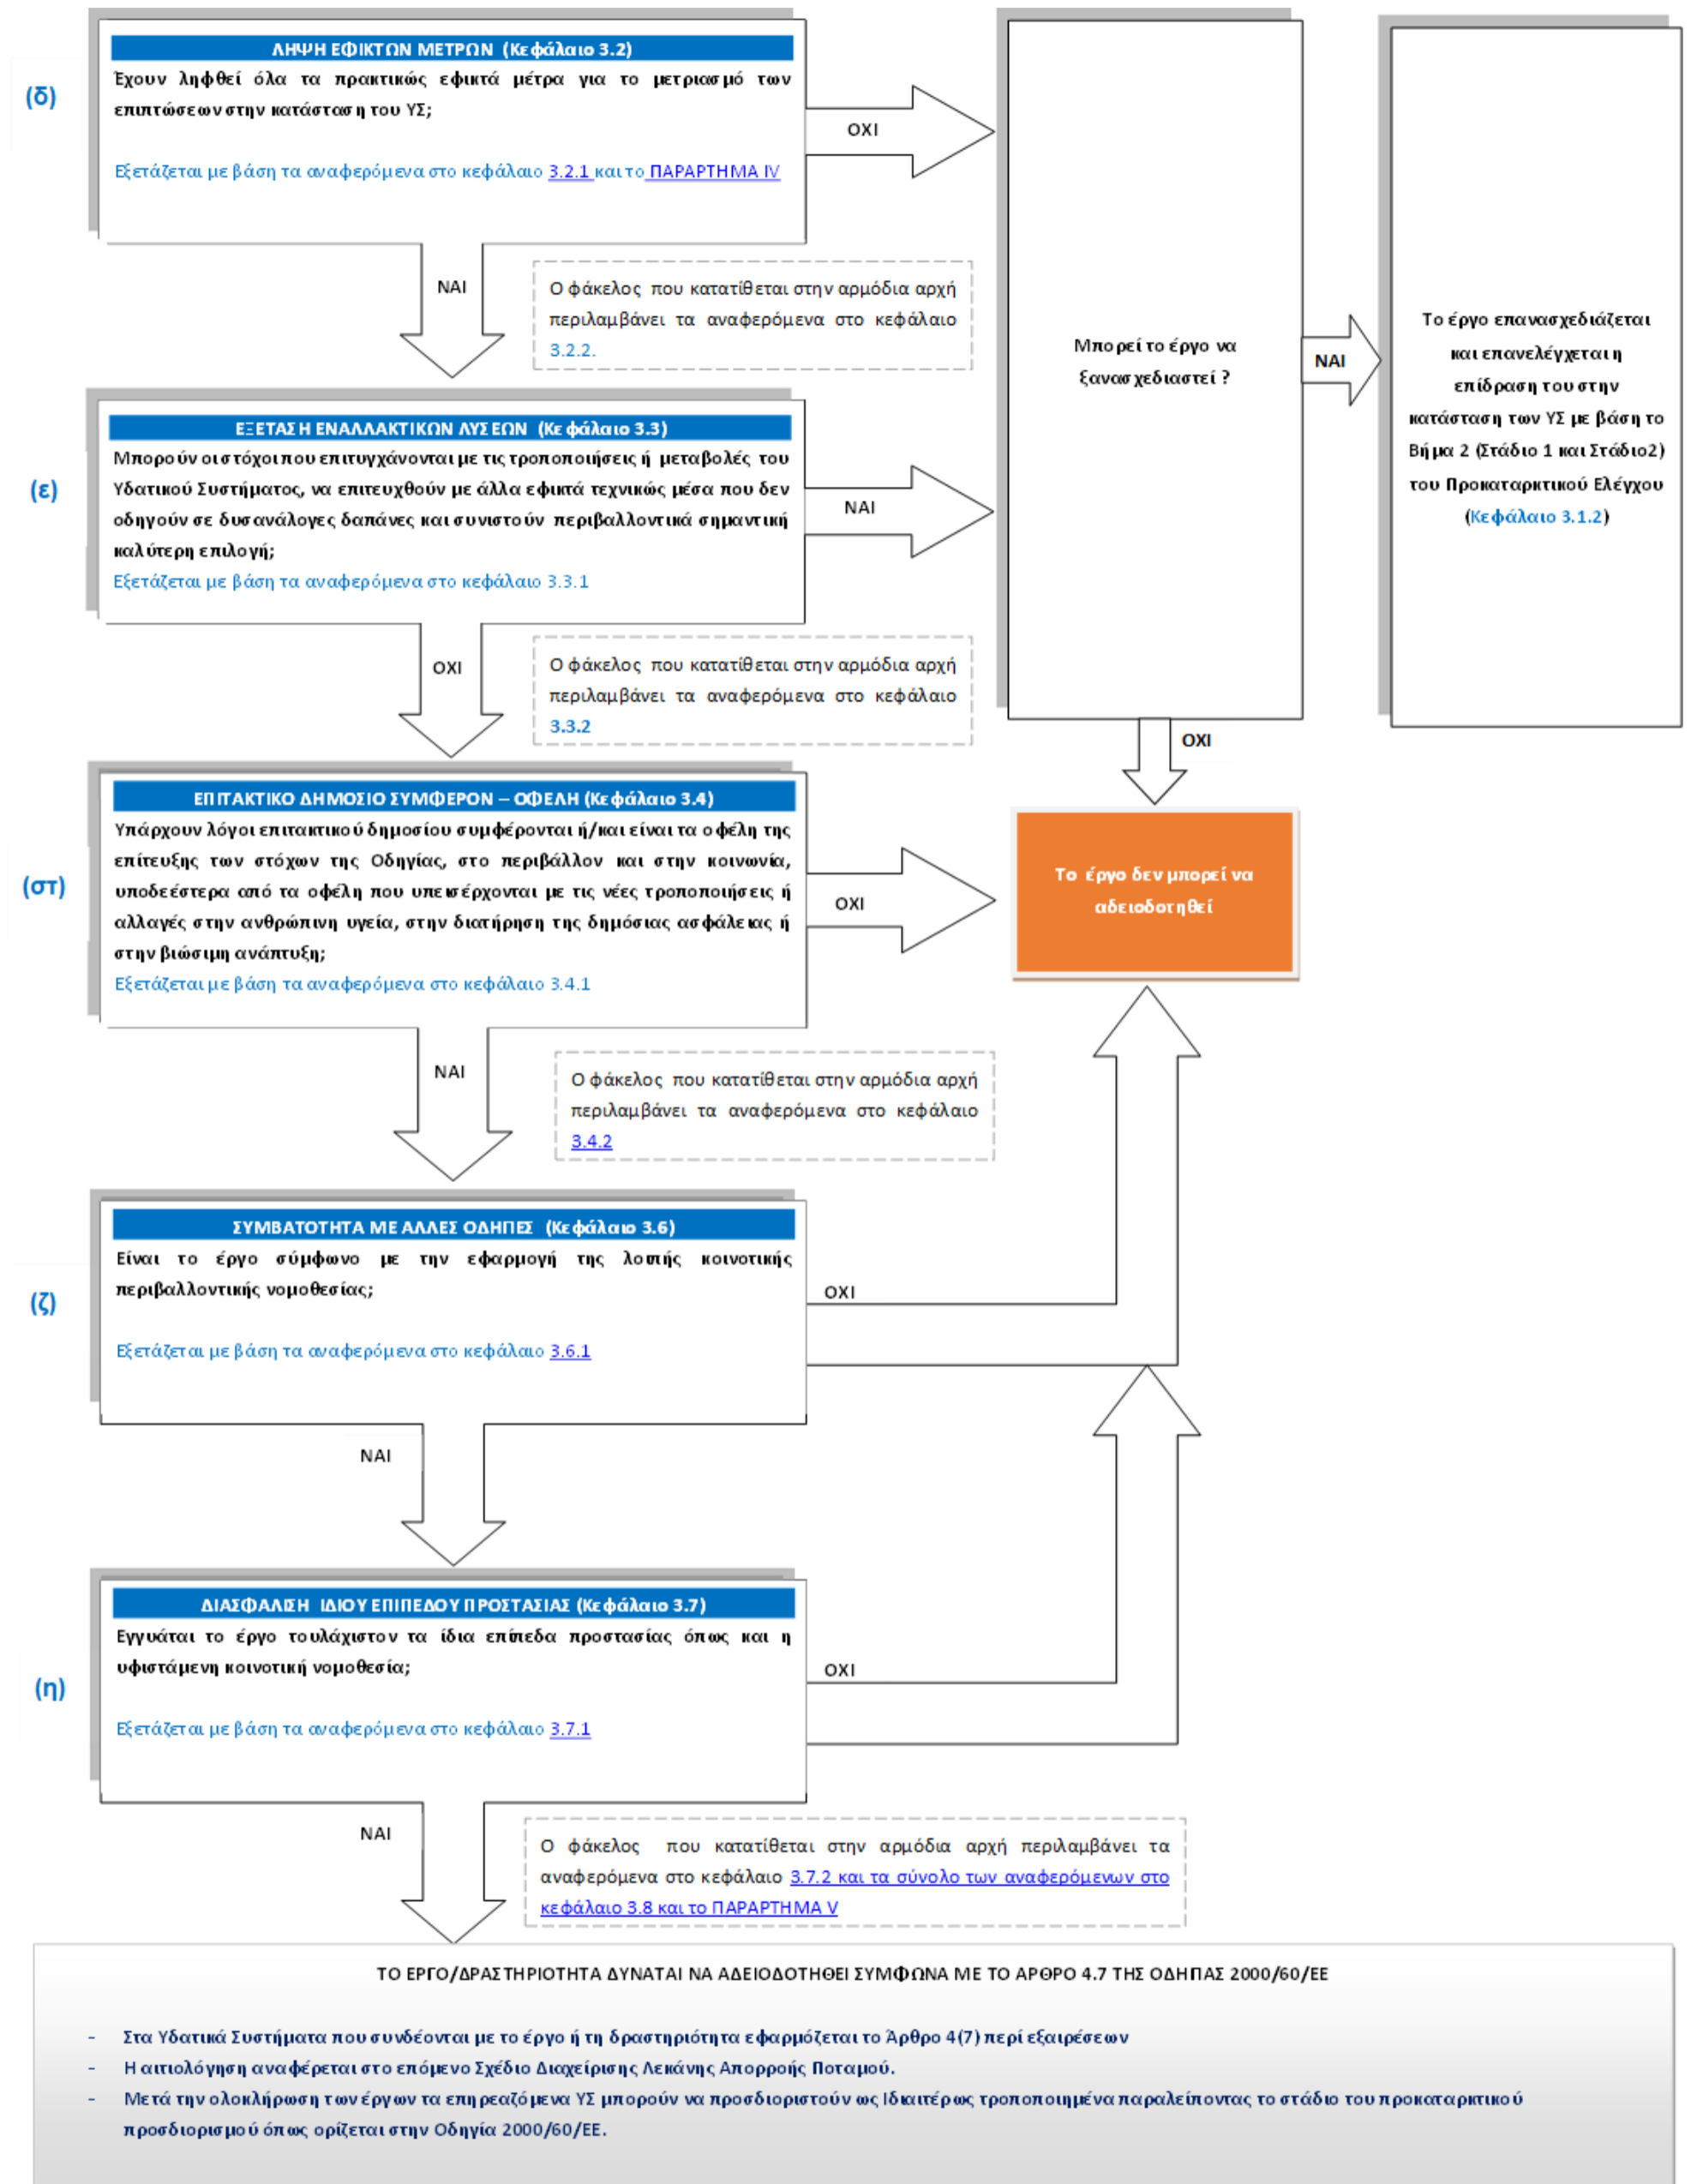 (δ)
ΛΗΨΗ ΕΦΙΚΤΩΝ ΜΕΤΡΩΝ (Κεφάλαιο 3.2)
Έχουν ληφθεί όλα τα πρακτικώς εφικτά μέτρα για το μετριασμό των
επιπτώσεων στην κατάσταση του ΥΣ;
Εξετάζεται με βάση τα αναφερόμενα στο κεφάλαιο 3.2.1 και το ΠΑΡΑΡΤΗΜΑ IV
ΟΧΙ
ΝΑΙ
Ο φάκελος που κατατίθεται στην αρμόδια αρχή
περιλαμβάνει τα αναφερόμενα στο κεφάλαιο
3.2.2.
Μπορεί το έργο να
ξανασχεδιαστεί ?
ΝΑΙ
Το έργο επανασχεδιάζεται
και επανελέγχεται η
επίδραση του στην
κατάσταση των ΥΣ με βάση το
Βήμα 2 (Στάδιο 1 και Στάδιο2)
του Προκαταρκτικού Ελέγχου
(Κεφάλαιο 3.1.2)
(ε)
ΕΞΕΤΑΣΗ ΕΝΑΛΛΑΚΤΙΚΩΝ ΛΥΣΕΩΝ (Κεφάλαιο 3.3)
Μπορούν οι στόχοι που επιτυγχάνονται με τις τροποποιήσεις ή μεταβολές του
Υδατικού Συστήματος, να επιτευχθούν με άλλα εφικτά τεχνικώς μέσα που δεν
οδηγούν σε δυσανάλογες δαπάνες και συνιστούν περιβαλλοντικά σημαντική
καλύτερη επιλογή;
Εξετάζεται με βάση τα αναφερόμενα στο κεφάλαιο 3.3.1
ΝΑΙ
ΟΧΙ
Ο φάκελος που κατατίθεται στην αρμόδια αρχή
περιλαμβάνει τα αναφερόμενα στο κεφάλαιο
3.3.2
ΟΧΙ
(στ)
ΕΠΙΤΑΚΤΙΚΟ ΔΗΜΟΣΙΟ ΣΥΜΦΕΡΟΝ – ΟΦΕΛΗ (Κεφάλαιο 3.4)
Υπάρχουν λόγοι επιτακτικού δημοσίου συμφέρονται ή/και είναι τα οφέλη της
επίτευξης των στόχων της Οδηγίας, στο περιβάλλον και στην κοινωνία,
υποδεέστερα από τα οφέλη που υπεισέρχονται με τις νέες τροποποιήσεις ή
αλλαγές στην ανθρώπινη υγεία, στην διατήρηση της δημόσιας ασφάλειας ή
στην βιώσιμη ανάπτυξη;
Εξετάζεται με βάση τα αναφερόμενα στο κεφάλαιο 3.4.1
ΟΧΙ
Το έργο δεν μπορεί να
αδειοδοτηθεί
ΝΑΙ
Ο φάκελος που κατατίθεται στην αρμόδια αρχή
περιλαμβάνει τα αναφερόμενα στο κεφάλαιο
3.4.2
(ζ)
ΣΥΜΒΑΤΟΤΗΤΑ ΜΕ ΑΛΛΕΣ ΟΔΗΓΙΕΣ (Κεφάλαιο 3.6)
Είναι το έργο σύμφωνο με την εφαρμογή της λοιπής κοινοτικής
περιβαλλοντικής νομοθεσίας;
Εξετάζεται με βάση τα αναφερόμενα στο κεφάλαιο 3.6.1
ΟΧΙ
ΝΑΙ
(η)
ΔΙΑΣΦΑΛΙΣΗ ΙΔΙΟΥ ΕΠΙΠΕΔΟΥ ΠΡΟΣΤΑΣΙΑΣ (Κεφάλαιο 3.7)
Εγγυάται το έργο τουλάχιστον τα ίδια επίπεδα προστασίας όπως και η
υφιστάμενη κοινοτική νομοθεσία;
Εξετάζεται με βάση τα αναφερόμενα στο κεφάλαιο 3.7.1
ΟΧΙ
ΝΑΙ
Ο φάκελος που κατατίθεται στην αρμόδια αρχή περιλαμβάνει τα
αναφερόμενα στο κεφάλαιο 3.7.2 και τα σύνολο των αναφερόμενων στο
κεφάλαιο 3.8 και το ΠΑΡΑΡΤΗΜΑ V
ΤΟ ΕΡΓΟ/ΔΡΑΣΤΗΡΙΟΤΗΤΑ ΔΥΝΑΤΑΙ ΝΑ ΑΔΕΙΟΔΟΤΗΘΕΙ ΣΥΜΦΩΝΑ ΜΕ ΤΟ ΑΡΘΡΟ 4.7 ΤΗΣ ΟΔΗΓΙΑΣ 2000/60/ΕΕ
- Στα Υδατικά Συστήματα που συνδέονται με το έργο ή τη δραστηριότητα εφαρμόζεται το Άρθρο 4(7) περί εξαιρέσεων
- Η αιτιολόγηση αναφέρεται στο επόμενο Σχέδιο Διαχείρισης Λεκάνης Απορροής Ποταμού.
- Μετά την ολοκλήρωση των έργων τα επηρεαζόμενα ΥΣ μπορούν να προσδιοριστούν ως Ιδιαιτέρως τροποποιημένα παραλείποντας το στάδιο του προκαταρκτικού
προσδιορισμού όπως ορίζεται στην Οδηγία 2000/60/ΕΕ.